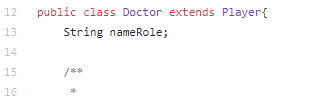 12 public class Doctor extends Player{
13 String nameRole;
14
15 /**
16 *